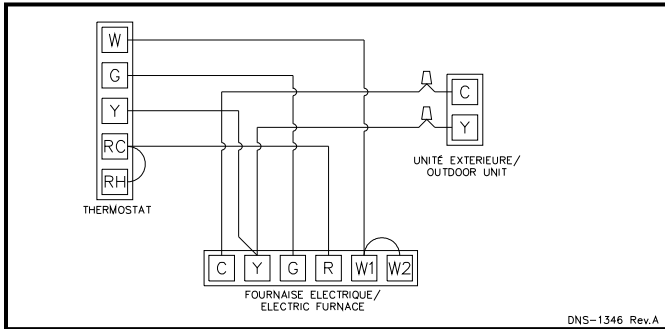 W
G
Y
RC
RH
THERMOSTAT
C
Y
UNITÉ EXTERIEURE/
OUTDOOR UNIT
C Y G R W1 W2
FOURNAISE ELECTRIQUE/
ELECTRIC FURNACE
DNS-1346 Rev.A